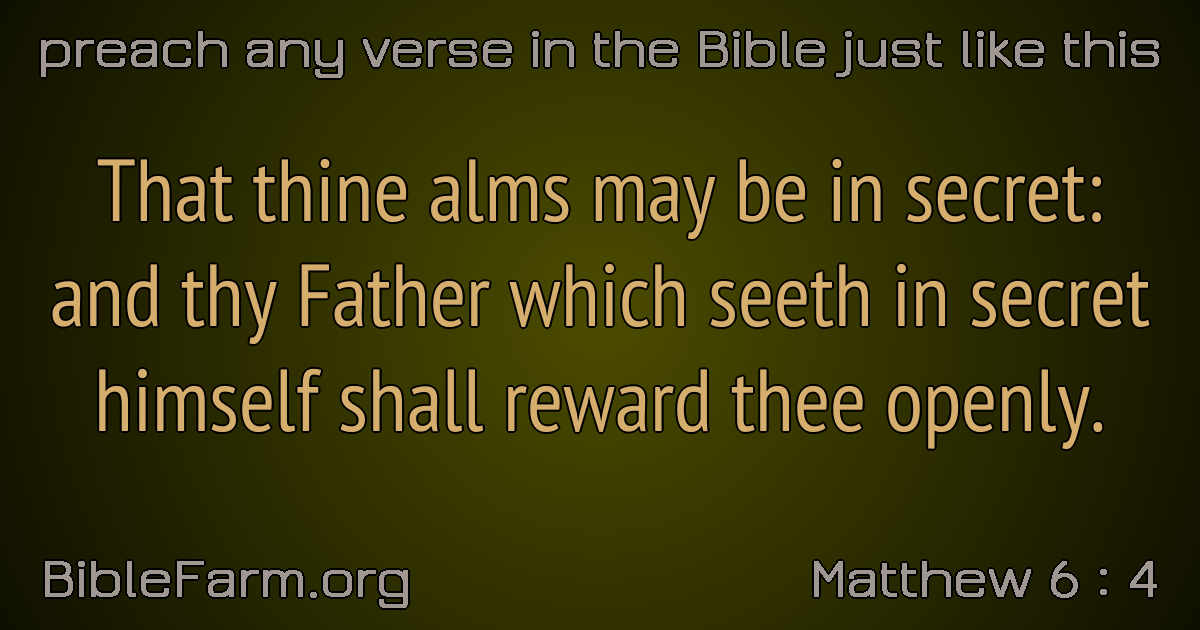 preach any verse in the Bible just like this
That thine alms may be in secret:
and thy Father which seeth in secret
himself shall reward thee openly.
BibleFarm.org
Matthew 6 : 4